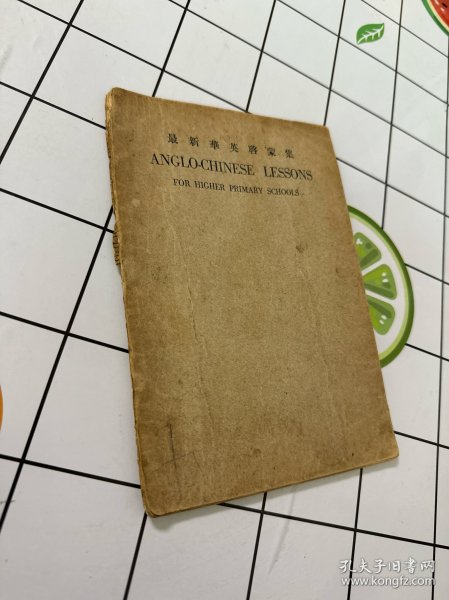 最新華英啓蒙集
ANGLO-CHINESE LESSONS
FOR HIGHER PRIMARY SCHOOLS
孔夫子旧书网
www.kongfz.com